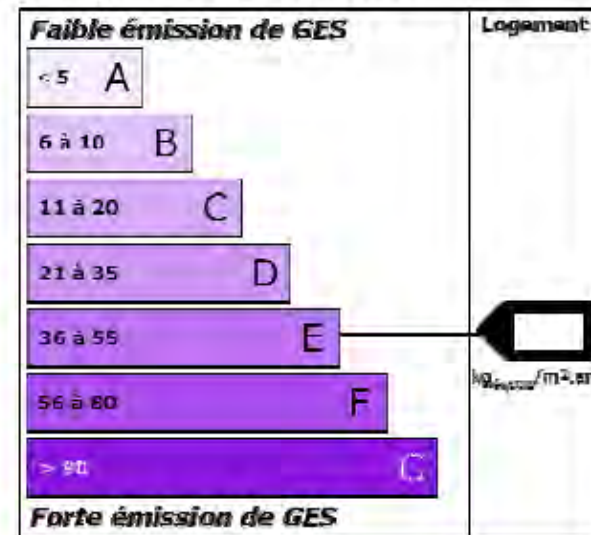 Faible émission de GES
Logement
< 5 A
6 à 10 B
11 à 20 C
21 à 35 D
36 à 55 E
56 à 80 F
G
Forte émission de GES